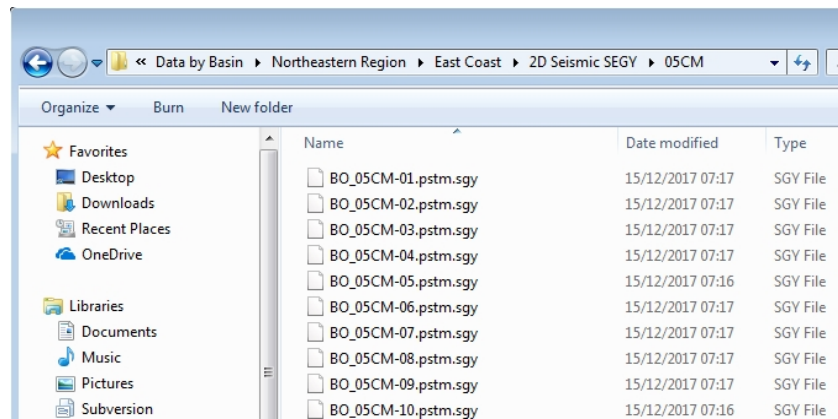 « Data by Basin ▸ Northeastern Region ▸ East Coast ▸ 2D Seismic SEGY ▸ 05CM
Organize Burn New folder
Favorites
Desktop
Downloads
Recent Places
OneDrive
Libraries
Documents
Music
Pictures
Subversion
Name Date modified Type
BO_05CM-01.pstm.sgy 15/12/2017 07:17 SGY File
BO_05CM-02.pstm.sgy 15/12/2017 07:17 SGY File
BO_05CM-03.pstm.sgy 15/12/2017 07:17 SGY File
BO_05CM-04.pstm.sgy 15/12/2017 07:17 SGY File
BO_05CM-05.pstm.sgy 15/12/2017 07:16 SGY File
BO_05CM-06.pstm.sgy 15/12/2017 07:17 SGY File
BO_05CM-07.pstm.sgy 15/12/2017 07:17 SGY File
BO_05CM-08.pstm.sgy 15/12/2017 07:17 SGY File
BO_05CM-09.pstm.sgy 15/12/2017 07:17 SGY File
BO_05CM-10.pstm.sgy 15/12/2017 07:16 SGY File